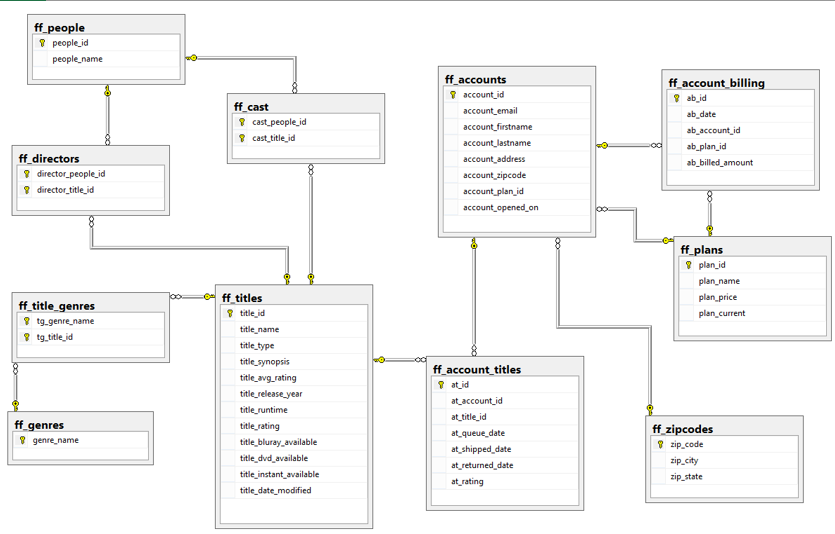 ff_people
people_id
people_name
ff_cast
cast_people_id
cast_title_id
ff_directors
director_people_id
director_title_id
ff_accounts
account_id
account_email
account_firstname
account_lastname
account_address
account_zipcode
account_plan_id
account_opened_on
ff_account_billing
ab_id
ab_date
ab_account_id
ab_plan_id
ab_billed_amount
ff_plans
plan_id
plan_name
plan_price
plan_current
ff_title_genres
tg_genre_name
tg_title_id
ff_genres
genre_name
ff_titles
title_id
title_name
title_type
title_synopsis
title_avg_rating
title_release_year
title_runtime
title_rating
title_bluray_available
title_dvd_available
title_instant_available
title_date_modified
ff_account_titles
at_id
at_account_id
at_title_id
at_queue_date
at_shipped_date
at_returned_date
at_rating
ff_zipcodes
zip_code
zip_city
zip_state